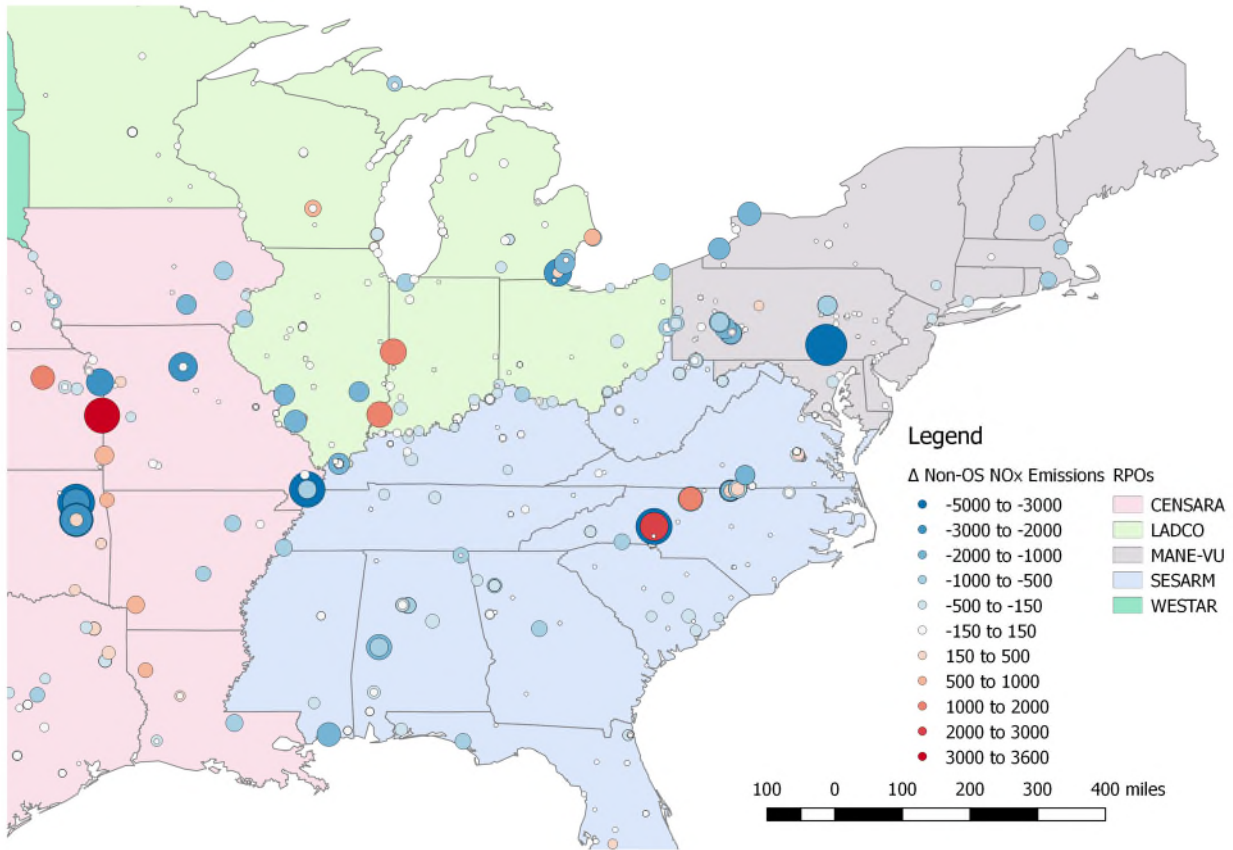 Legend
Δ Non-OS NOx Emissions RPOs
-5000 to -3000 CENSARA
-3000 to -2000 LADCO
-2000 to -1000 MANE-VU
-1000 to -500 SESARM
-500 to -150 WESTAR
-150 to 150
150 to 500
500 to 1000
1000 to 2000
2000 to 3000
3000 to 3600
100 0 100 200 300 400 miles